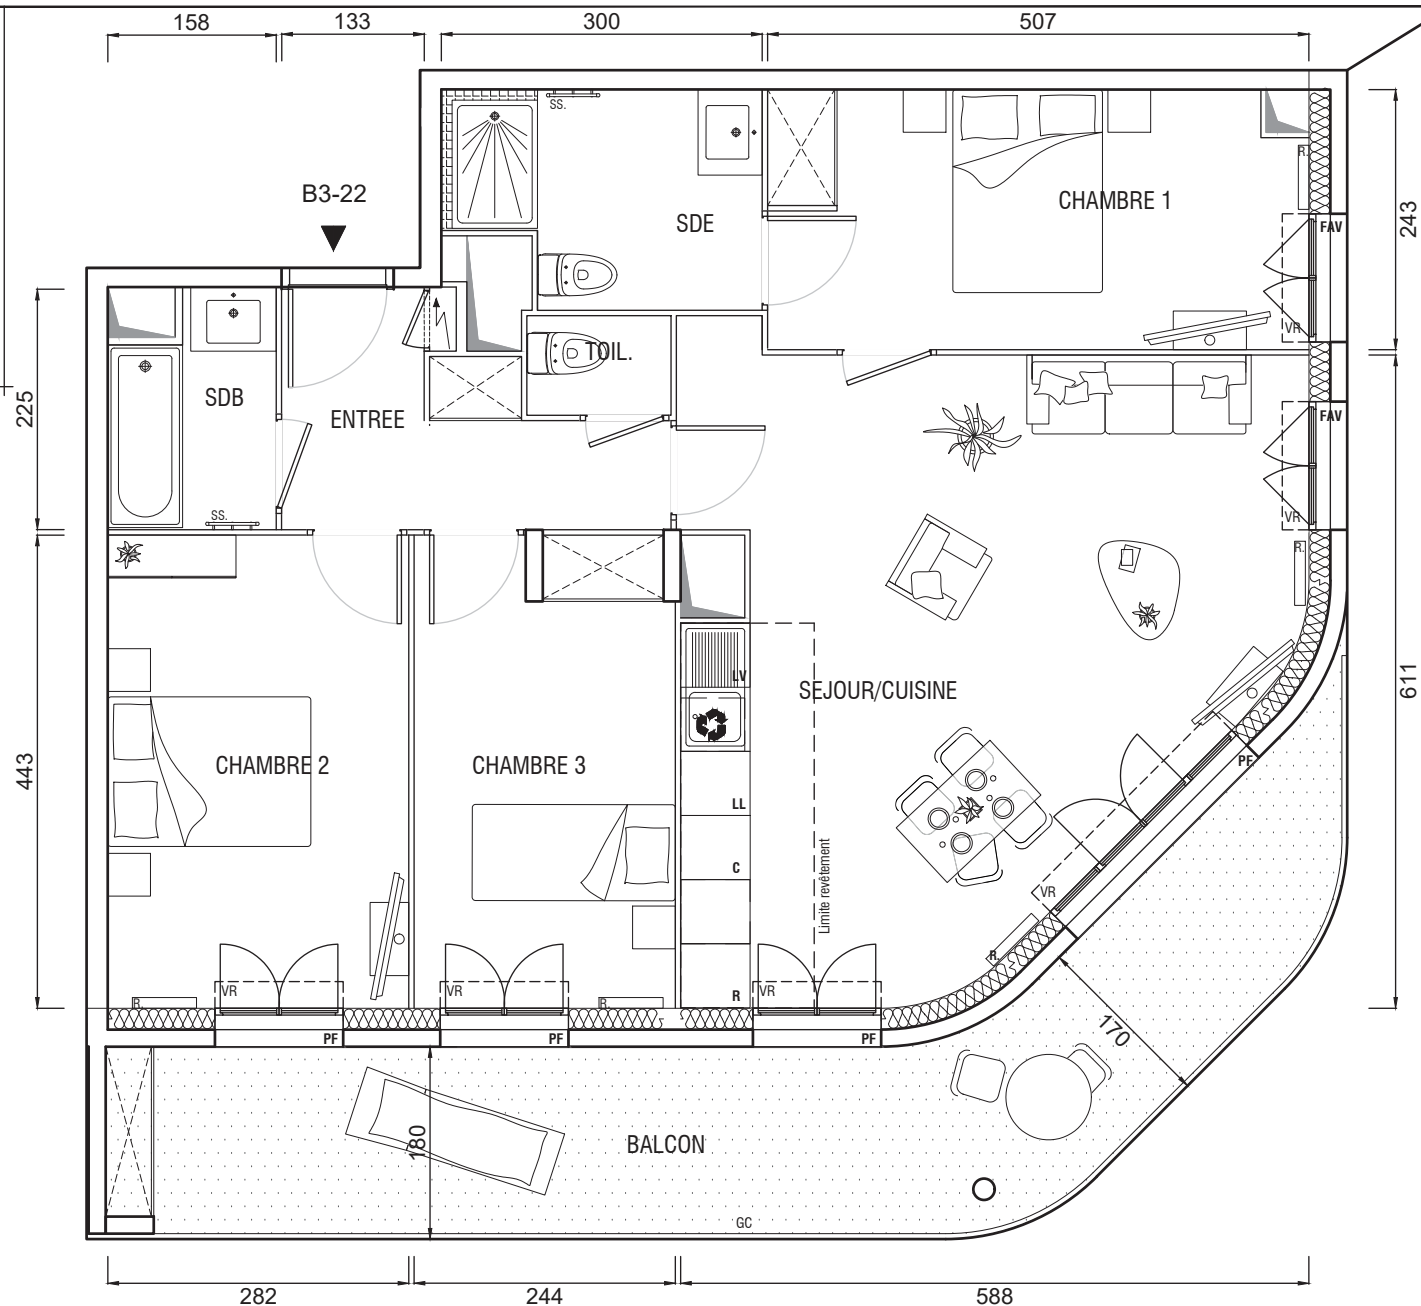 158
133
300
507
SS.
B3-22
SDE
CHAMBRE 1
R.
FAV
243
VR
TOIL.
SDB
ENTREE
225
FAV
VR
SS.
R.
LV
SEJOUR/CUISINE
611
443
CHAMBRE 2
CHAMBRE 3
PF
LL
C
Limite revêtement
VR
R.
VR
VR
VR
R
R.
R.
PF
PF
PF
170
180
BALCON
GC
282
244
588